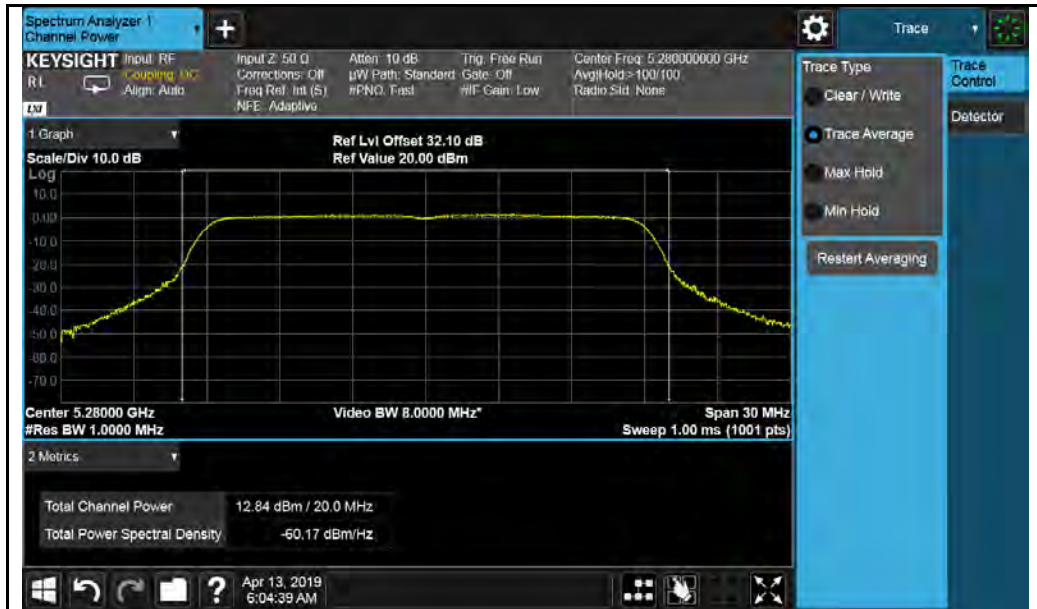 Spectrum Analyzer 1
Channel Power
Trace
KEYSIGHT
RL
LXI
Input: RF
Coupling: DC
Align: Auto
Input Z: 50 Ω
Corrections: Off
Freq Ref: Int (S)
NFE: Adaptive
Atten: 10 dB
µW Path: Standard
#PNO: Fast
Trig: Free Run
Gate: Off
#IF Gain: Low
Center Freq: 5.280000000 GHz
Avg|Hold:>100/100
Radio Std: None
Trace Type
Clear / Write
Trace Average
Max Hold
Min Hold
Restart Averaging
Trace Control
Detector
1 Graph
Scale/Div 10.0 dB
Ref Lvl Offset 32.10 dB
Ref Value 20.00 dBm
Log
10.0
0.00
-10.0
-20.0
-30.0
-40.0
-50.0
-60.0
-70.0
Center 5.28000 GHz
#Res BW 1.0000 MHz
Video BW 8.0000 MHz*
Span 30 MHz
Sweep 1.00 ms (1001 pts)
2 Metrics
Total Channel Power 12.84 dBm / 20.0 MHz
Total Power Spectral Density -60.17 dBm/Hz
?
Apr 13, 2019
6:04:39 AM